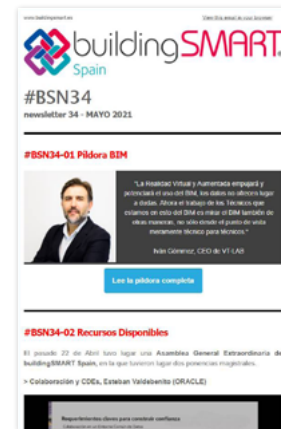 www.buildingsmart.es
View this email in your browser
buildingSMART
Spain
#BSN34
newsletter 34 - MAYO 2021
#BSN34-01 Píldora BIM
"La Realidad Virtual y Aumentada empujará y
potenciará el uso del BIM, los datos no ofrecen lugar
a dudas. Ahora el trabajo de los Técnicos que
estamos en esto del BIM es mirar el BIM también de
otras maneras, no sólo desde el punto de vista
meramente técnico para técnicos."
Iván Gómez, CEO de VT-LAB
Lee la píldora completa
#BSN34-02 Recursos Disponibles
El pasado 22 de Abril tuvo lugar una Asamblea General Extraordinaria de
buildingSMART Spain, en la que tuvieron lugar dos ponencias magistrales.
> Colaboración y CDEs, Esteban Valdebenito (ORACLE)
Requerimientos claves para construir confianza